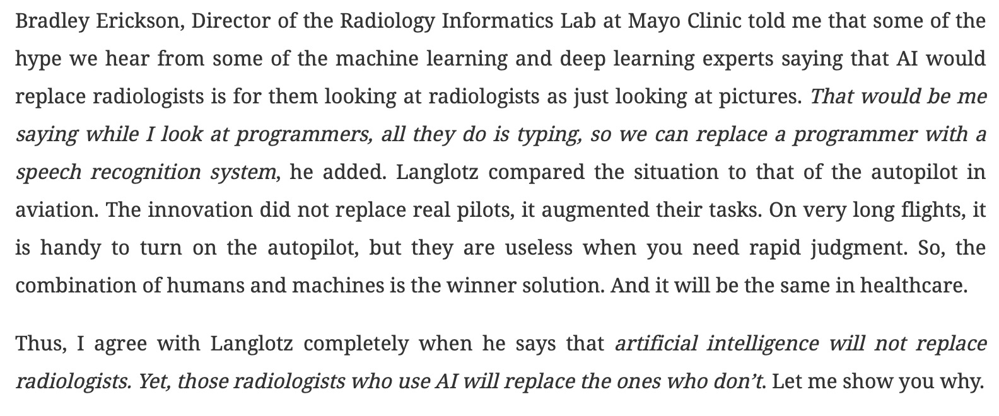 Bradley Erickson, Director of the Radiology Informatics Lab at Mayo Clinic told me that some of the
hype we hear from some of the machine learning and deep learning experts saying that AI would
replace radiologists is for them looking at radiologists as just looking at pictures. That would be me
saying while I look at programmers, all they do is typing, so we can replace a programmer with a
speech recognition system, he added. Langlotz compared the situation to that of the autopilot in
aviation. The innovation did not replace real pilots, it augmented their tasks. On very long flights, it
is handy to turn on the autopilot, but they are useless when you need rapid judgment. So, the
combination of humans and machines is the winner solution. And it will be the same in healthcare.
Thus, I agree with Langlotz completely when he says that artificial intelligence will not replace
radiologists. Yet, those radiologists who use AI will replace the ones who don’t. Let me show you why.